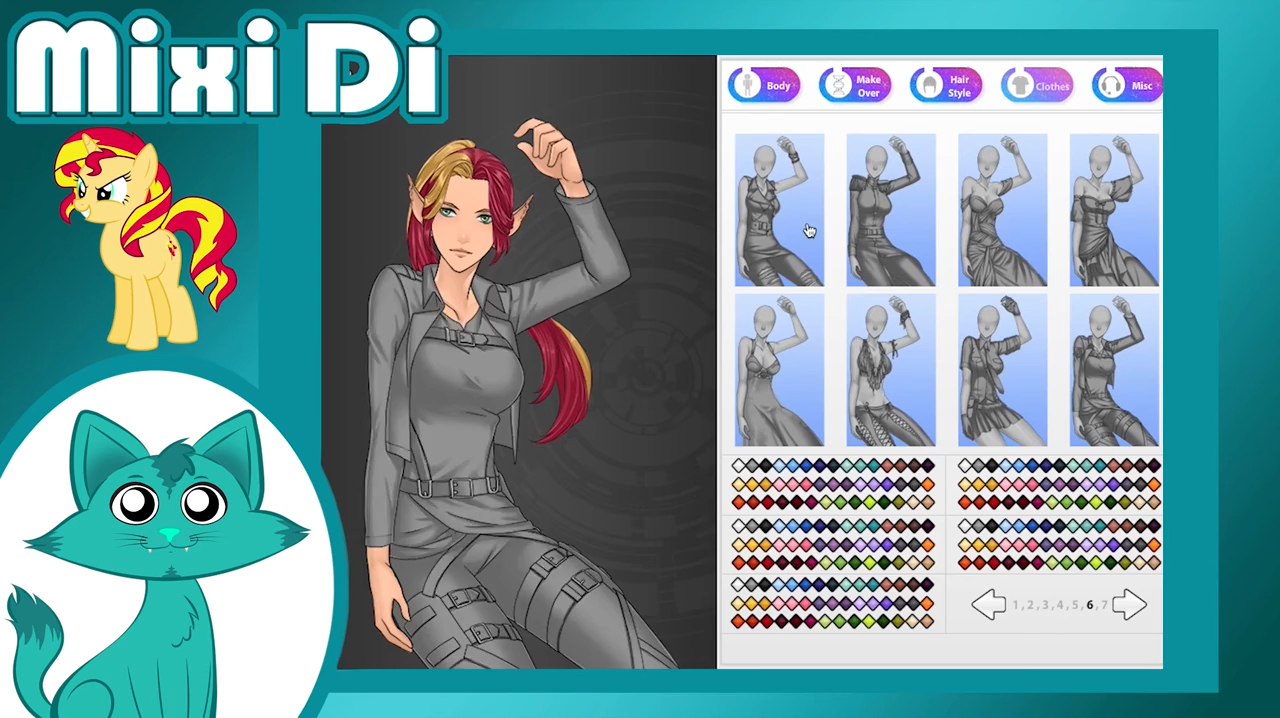 Mixi Di
Body
Make
Over
Hair
Style
Clothes
Misc
1,2,3,4,5,6,7